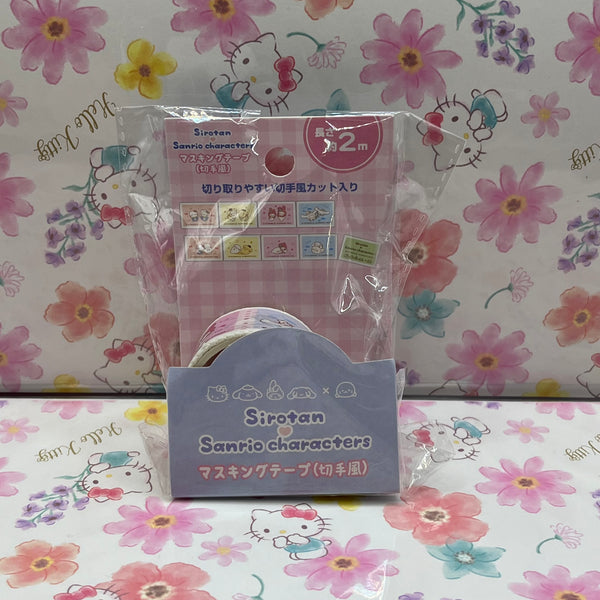 Hello Kitty
Sirotan
Sanrio characters
マスキングテープ
(切手風)
長さ
約2m
切り取りやすい切手風カット入り
×
Sirotan
Sanrio characters
マスキングテープ(切手風)
Hello Kitty